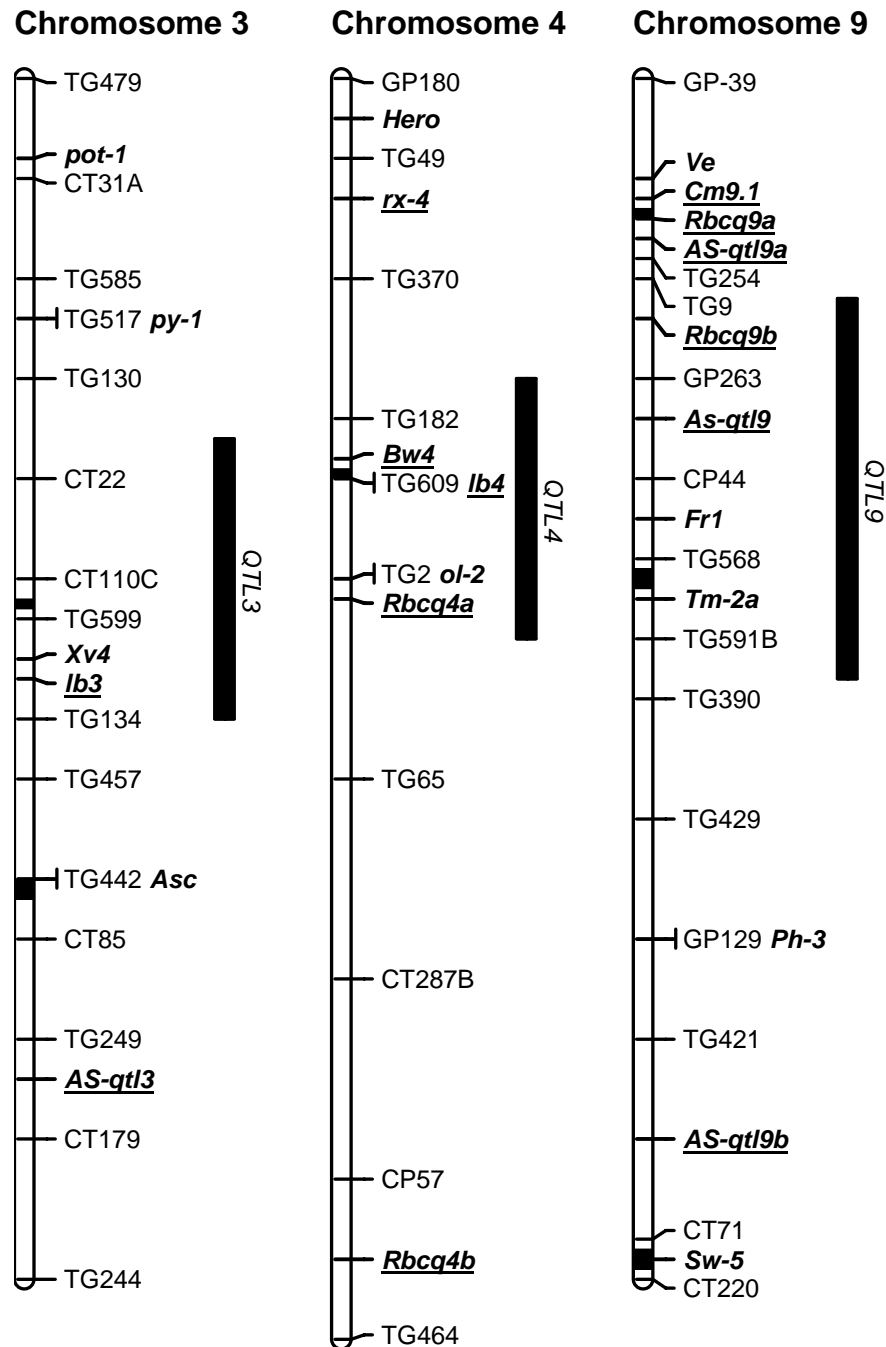 Chromosome 3
TG479
pot-1
CT31A
TG585
TG517 py-1
TG130
CT22
CT110C
TG599
Xv4
lb3
TG134
TG457
TG442 Asc
CT85
TG249
AS-qtl3
CT179
TG244
QTL3
Chromosome 4
GP180
Hero
TG49
rx-4
TG370
TG182
Bw4
TG609 lb4
TG2 ol-2
Rbcq4a
TG65
CT287B
CP57
Rbcq4b
TG464
QTL4
Chromosome 9
GP-39
Ve
Cm9.1
Rbcq9a
AS-qtl9a
TG254
TG9
Rbcq9b
GP263
As-qtl9
CP44
Fr1
TG568
Tm-2a
TG591B
TG390
TG429
GP129 Ph-3
TG421
AS-qtl9b
CT71
Sw-5
CT220
QTL9